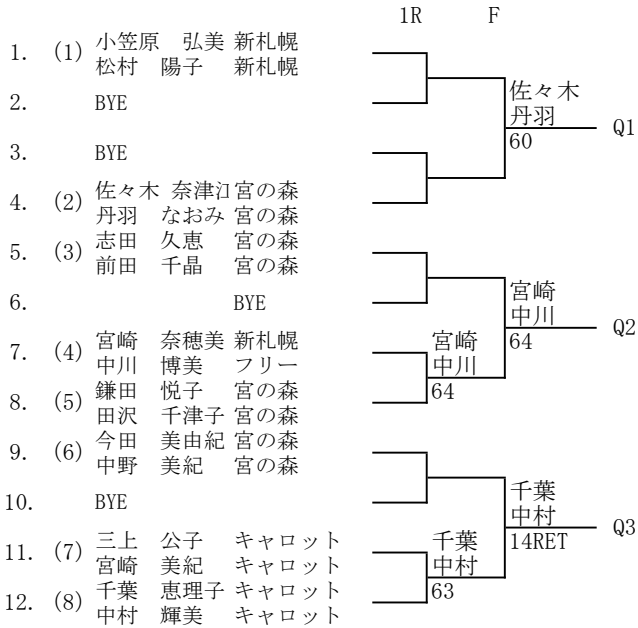 1R F
1. (1) 小笠原 弘美 新札幌
松村 陽子 新札幌
2. BYE
佐々木
丹羽
60
Q1
3. BYE
4. (2) 佐々木 奈津江 宮の森
丹羽 なおみ 宮の森
5. (3) 志田 久恵 宮の森
前田 千晶 宮の森
6. BYE
宮崎
中川
64
Q2
7. (4) 宮崎 奈穂美 新札幌
中川 博美 フリー
宮崎
中川
64
8. (5) 鎌田 悦子 宮の森
田沢 千津子 宮の森
9. (6) 今田 美由紀 宮の森
中野 美紀 宮の森
10. BYE
千葉
中村
14RET
Q3
11. (7) 三上 公子 キャロット
宮崎 美紀 キャロット
千葉
中村
63
12. (8) 千葉 恵理子 キャロット
中村 輝美 キャロット